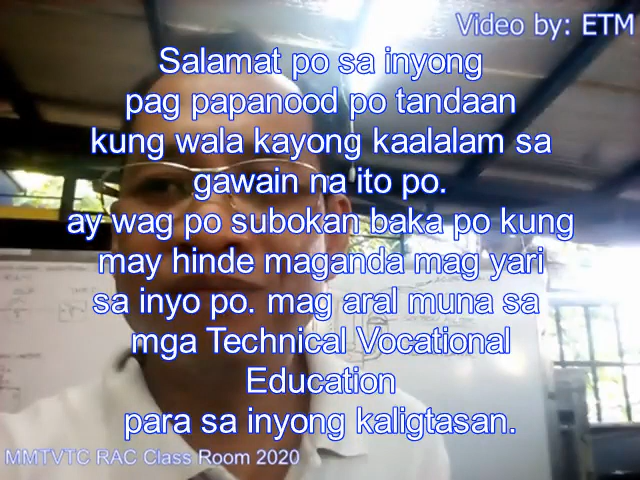 Video by: ETM
Salamat po sa inyong
pag papanood po tandaan
kung wala kayong kaalalam sa
gawain na ito po.
ay wag po subokan baka po kung
may hinde maganda mag yari
sa inyo po. mag aral muna sa
mga Technical Vocational
Education
para sa inyong kaligtasan.
MMTVTC RAC Class Room 2020